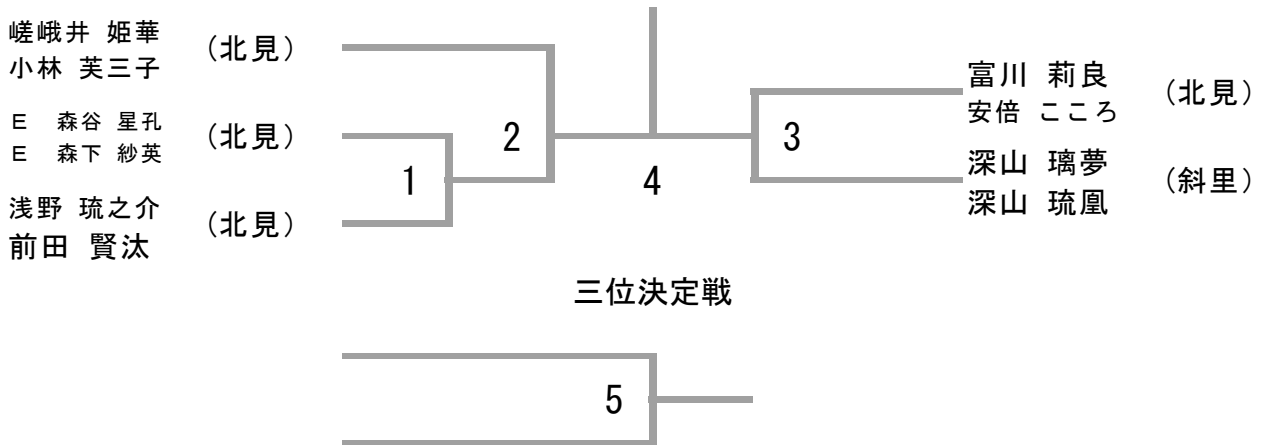 嵯峨井 姫華
小林 芙三子
(北見)
E 森谷 星孔
E 森下 紗英
(北見)
浅野 琉之介
前田 賢汰
(北見)
1
2
4
3
富川 莉良
安倍 こころ
(北見)
深山 璃夢
深山 琉凰
(斜里)
三位決定戦
5